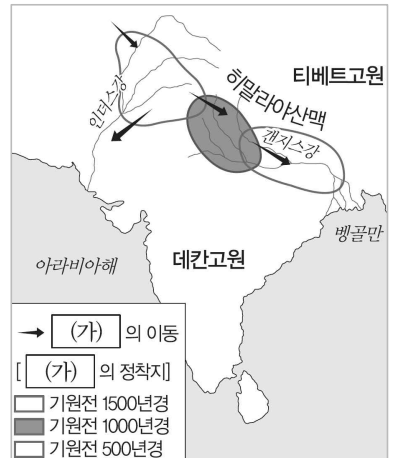 티베트고원
히말라야산맥
인더스강
갠지스강
벵골만
아라비아해
데칸고원
→ (가) 의 이동
[ (가) 의 정착지]
기원전 1500년경
기원전 1000년경
기원전 500년경